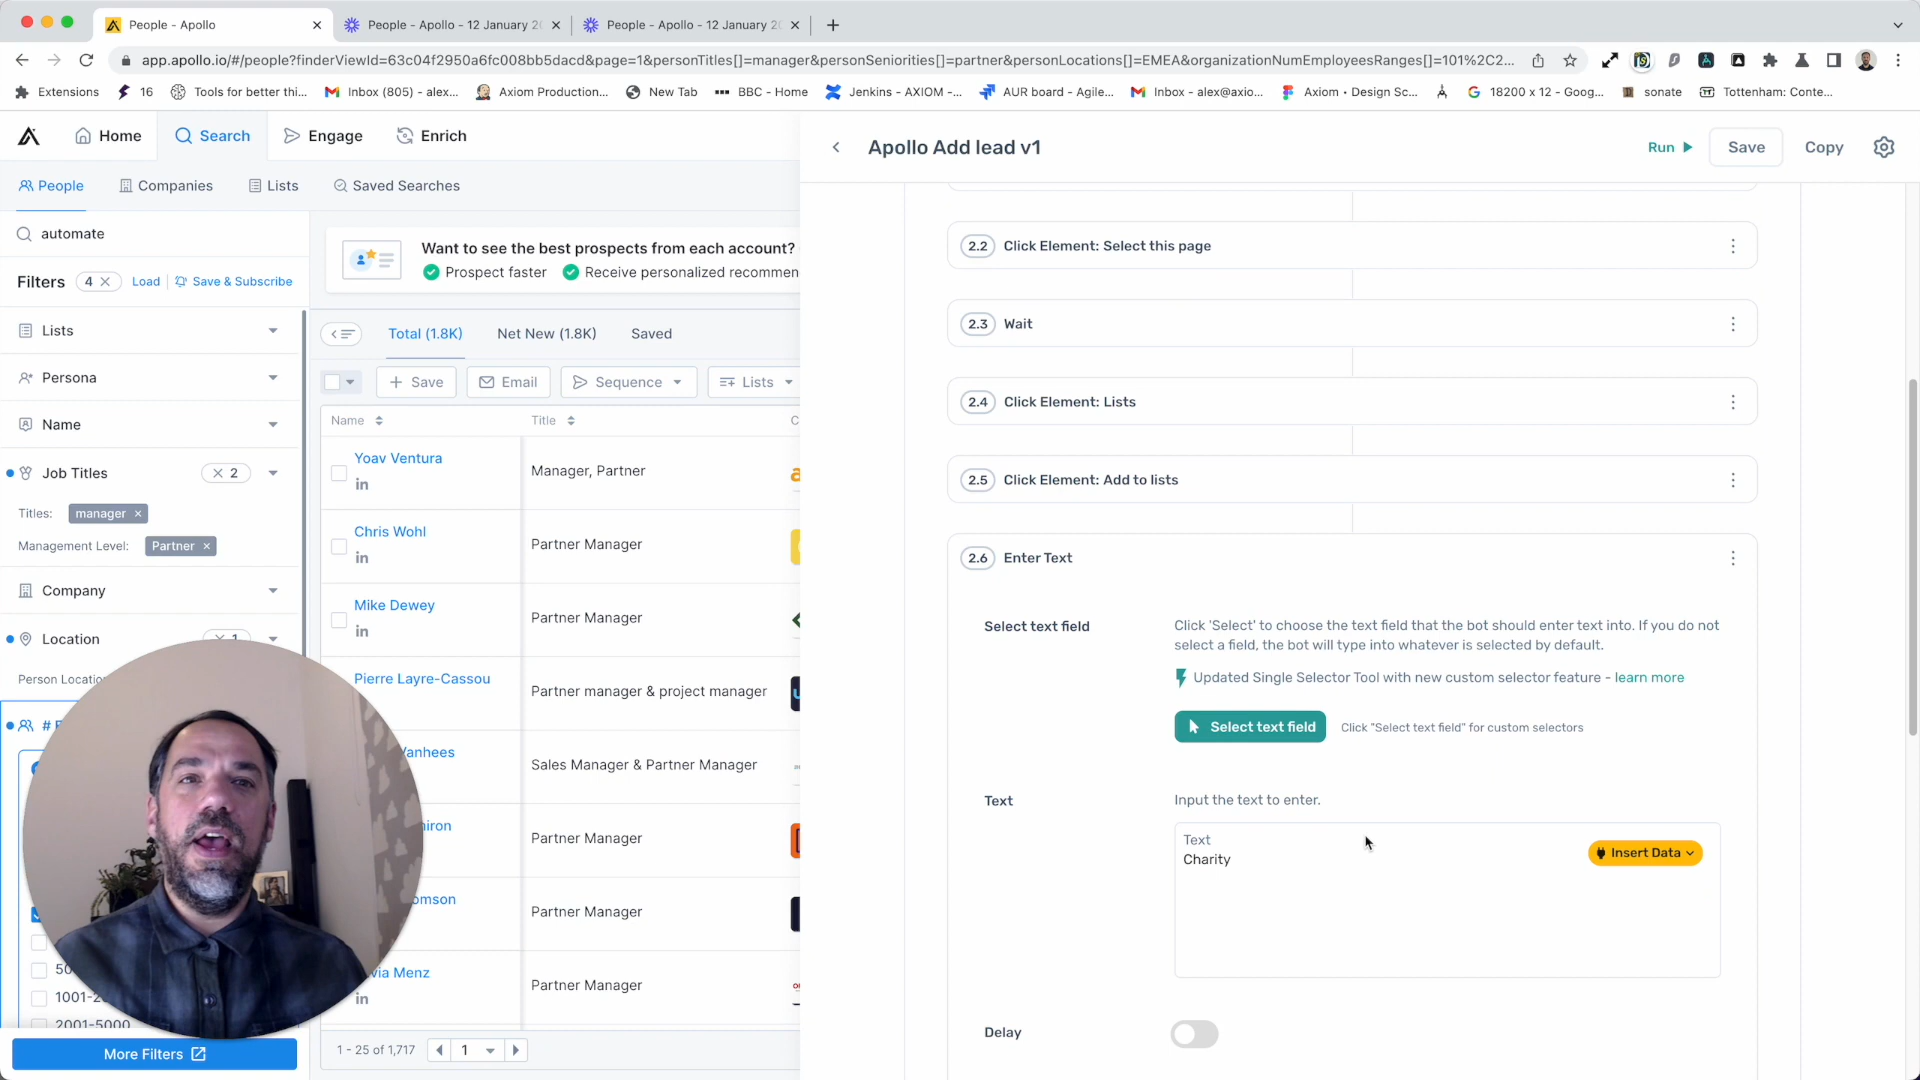 People - Apollo
People - Apollo - 12 January 20
People - Apollo - 12 January 20
app.apollo.io/#/people?finderViewId=63c04f2950a6fc008bb5dacd&page=1&personTitles[]=manager&personSeniorities[]=partner&personLocations[]=EMEA&organizationNumEmployeesRanges[]=101%2C2...
Extensions
16
Tools for better thi...
Inbox (805) - alex...
Axiom Production...
New Tab
BBC - Home
Jenkins - AXIOM -...
AUR board - Agile...
Inbox - alex@axio...
Axiom • Design Sc...
18200 x 12 - Goog...
sonate
Tottenham: Conte...
Home
Search
Engage
Enrich
People
Companies
Lists
Saved Searches
automate
Filters
4
Load
Save & Subscribe
Lists
Persona
Name
Job Titles
2
Titles:
manager
Management Level:
Partner
Company
Location
1
Person Locatio
#
50
1001-20
2001-5000
More Filters
Want to see the best prospects from each account?
Prospect faster
Receive personalized recommen
Total (1.8K)
Net New (1.8K)
Saved
Save
Email
Sequence
Lists
Name
Title
C
Yoav Ventura
in
Manager, Partner
Chris Wohl
in
Partner Manager
Mike Dewey
in
Partner Manager
Pierre Layre-Cassou
Partner manager & project manager
Vanhees
Sales Manager & Partner Manager
hiron
Partner Manager
omson
Partner Manager
via Menz
in
Partner Manager
1 - 25 of 1,717
1
Apollo Add lead v1
Run
Save
Copy
2.2 Click Element: Select this page
2.3 Wait
2.4 Click Element: Lists
2.5 Click Element: Add to lists
2.6 Enter Text
Select text field
Click 'Select' to choose the text field that the bot should enter text into. If you do not
select a field, the bot will type into whatever is selected by default.
Updated Single Selector Tool with new custom selector feature - learn more
Select text field
Click "Select text field" for custom selectors
Text
Input the text to enter.
Text
Charity
Insert Data
Delay